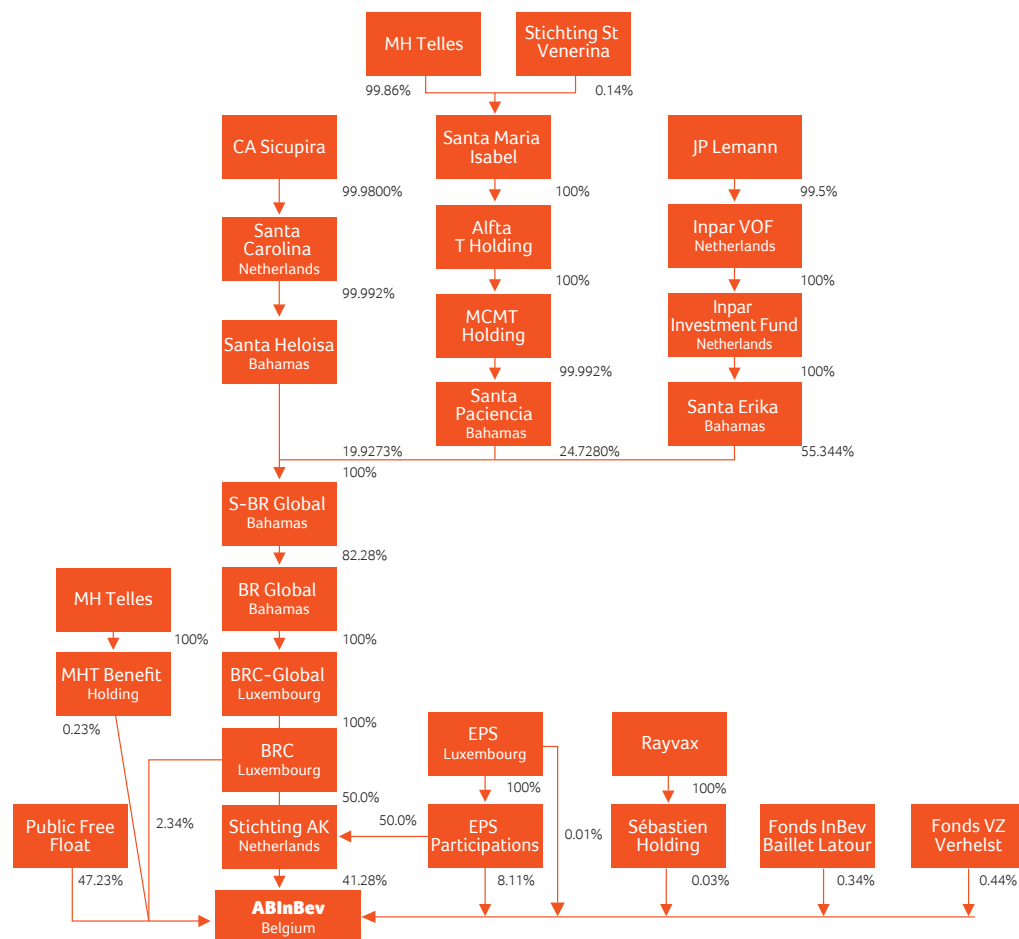 MH Telles
Stichting St
Venerina
99.86%
0.14%
CA Sicupira
Santa Maria
Isabel
JP Lemann
99.9800%
100%
99.5%
Santa
Carolina
Netherlands
Alfta
T Holding
Inpar VOF
Netherlands
99.992%
100%
100%
Santa Heloisa
Bahamas
MCMT
Holding
Inpar
Investment Fund
Netherlands
99.992%
100%
Santa
Paciencia
Bahamas
Santa Erika
Bahamas
19.9273%
24.7280%
55.344%
100%
S-BR Global
Bahamas
82.28%
MH Telles
BR Global
Bahamas
100%
100%
MHT Benefit
Holding
BRC-Global
Luxembourg
0.23%
100%
BRC
Luxembourg
EPS
Luxembourg
Rayvax
50.0%
100%
100%
Public Free
Float
2.34%
Stichting AK
Netherlands
50.0%
EPS
Participations
0.01%
Sébastien
Holding
Fonds InBev
Baillet Latour
Fonds VZ
Verhelst
47.23%
41.28%
8.11%
0.03%
0.34%
0.44%
ABInBev
Belgium